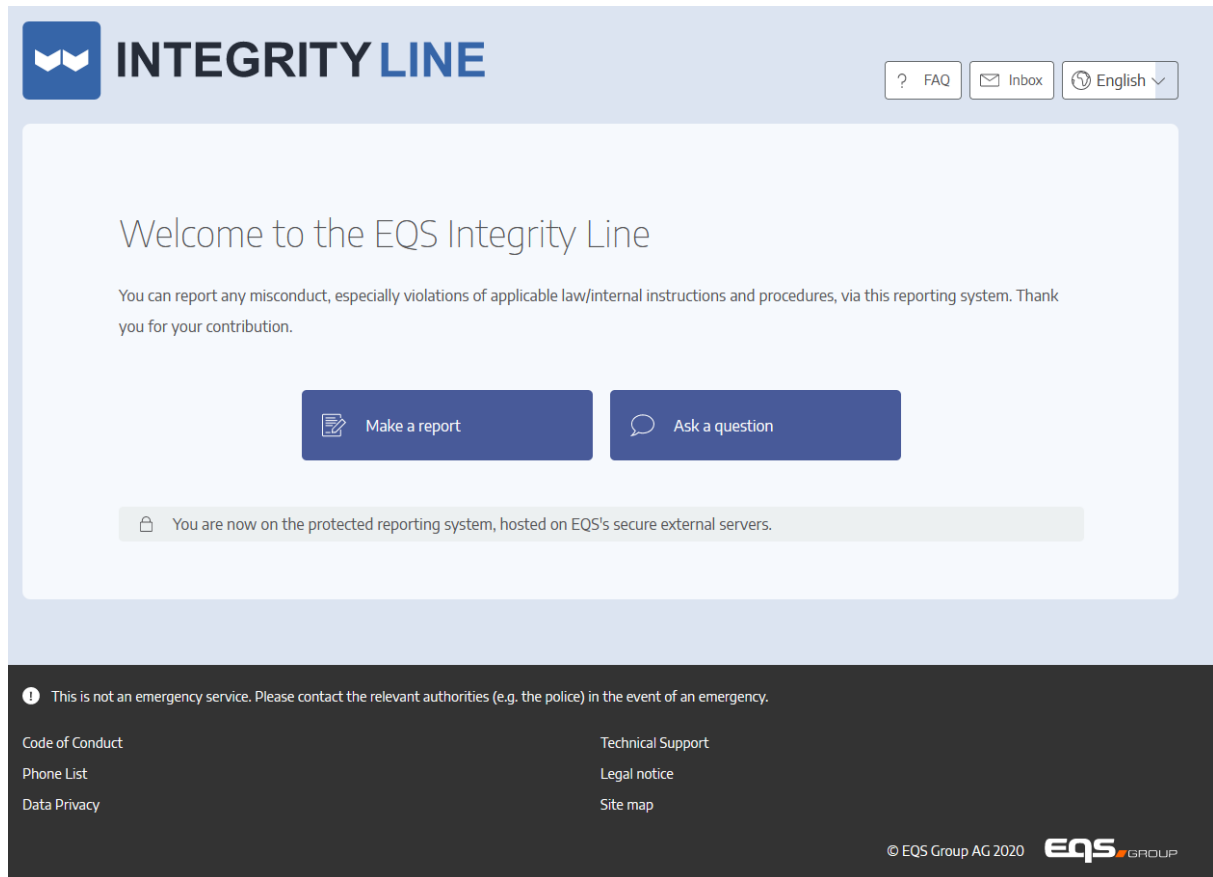 INTEGRITY LINE
? FAQ
Inbox
English
Welcome to the EQS Integrity Line
You can report any misconduct, especially violations of applicable law/internal instructions and procedures, via this reporting system. Thank
you for your contribution.
Make a report
Ask a question
You are now on the protected reporting system, hosted on EQS's secure external servers.
! This is not an emergency service. Please contact the relevant authorities (e.g. the police) in the event of an emergency.
Code of Conduct
Phone List
Data Privacy
Technical Support
Legal notice
Site map
© EQS Group AG 2020
EQS GROUP